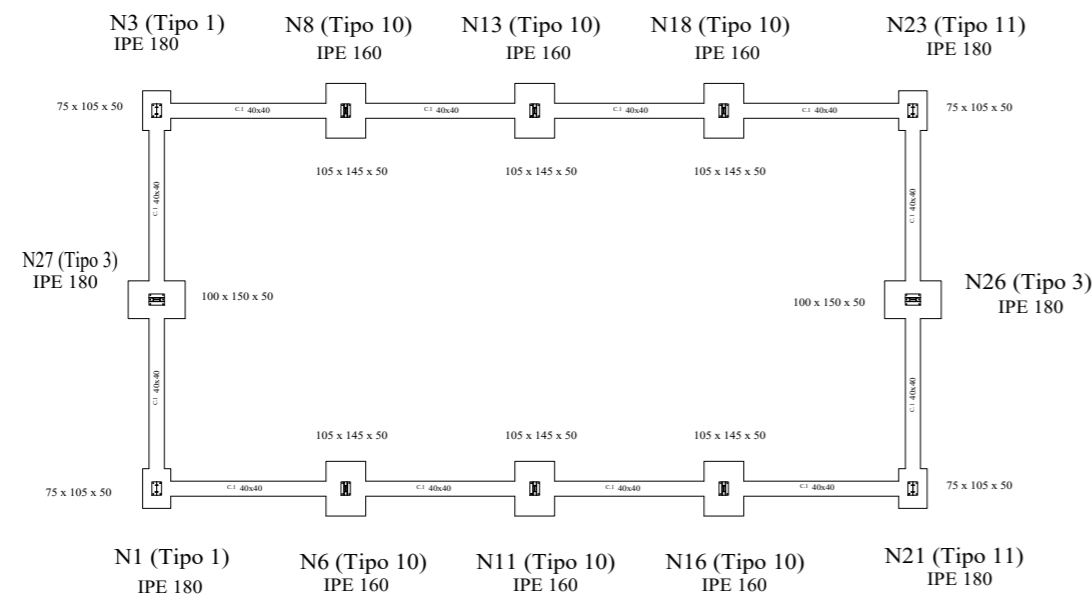 N3 (Tipo 1)
IPE 180
N8 (Tipo 10)
IPE 160
N13 (Tipo 10)
IPE 160
N18 (Tipo 10)
IPE 160
N23 (Tipo 11)
IPE 180
75 x 105 x 50
C.1 40x40
C.1 40x40
C.1 40x40
C.1 40x40
75 x 105 x 50
105 x 145 x 50
105 x 145 x 50
105 x 145 x 50
C.1 40x40
C.1 40x40
N27 (Tipo 3)
IPE 180
100 x 150 x 50
100 x 150 x 50
N26 (Tipo 3)
IPE 180
C.1 40x40
C.1 40x40
105 x 145 x 50
105 x 145 x 50
105 x 145 x 50
75 x 105 x 50
C.1 40x40
C.1 40x40
C.1 40x40
C.1 40x40
75 x 105 x 50
N1 (Tipo 1)
IPE 180
N6 (Tipo 10)
IPE 160
N11 (Tipo 10)
IPE 160
N16 (Tipo 10)
IPE 160
N21 (Tipo 11)
IPE 180